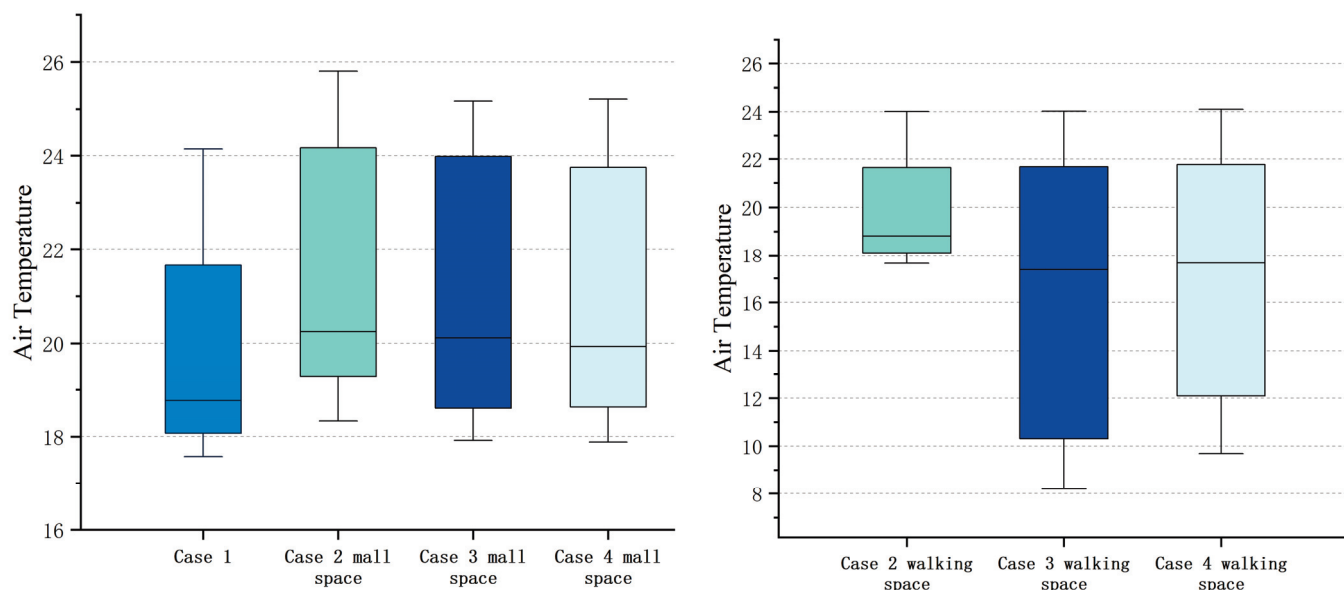 Air Temperature
26
24
22
20
18
16
Case 1
Case 2 mall
space
Case 3 mall
space
Case 4 mall
space
Air Temperature
26
24
22
20
18
16
14
12
10
8
Case 2 walking
space
Case 3 walking
space
Case 4 walking
space